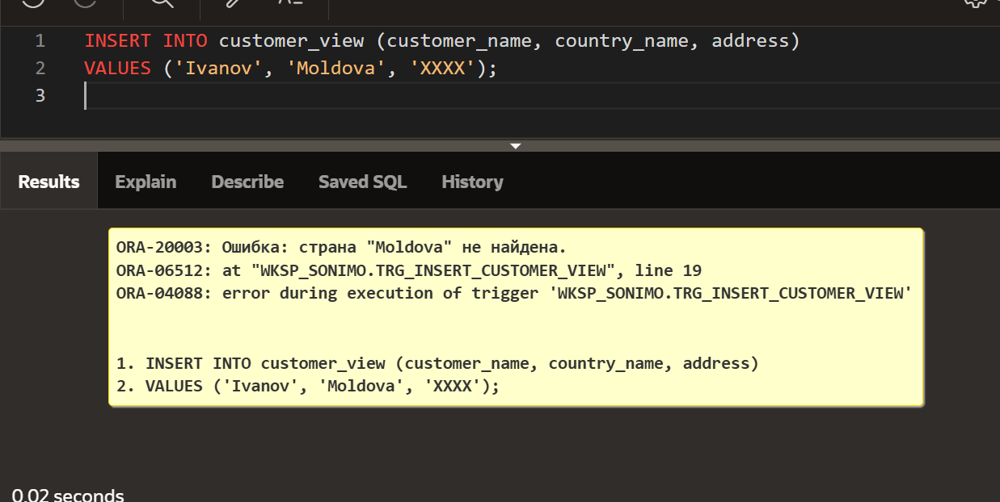 1 INSERT INTO customer_view (customer_name, country_name, address)
2 VALUES ('Ivanov', 'Moldova', 'XXXX');
3
Results Explain Describe Saved SQL History
ORA-20003: Ошибка: страна "Moldova" не найдена.
ORA-06512: at "WKSP_SONIMO.TRG_INSERT_CUSTOMER_VIEW", line 19
ORA-04088: error during execution of trigger 'WKSP_SONIMO.TRG_INSERT_CUSTOMER_VIEW'
1. INSERT INTO customer_view (customer_name, country_name, address)
2. VALUES ('Ivanov', 'Moldova', 'XXXX');
0.02 seconds